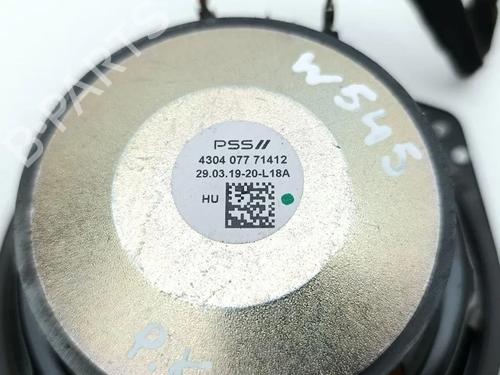 B-PARTS
W545
PSS//
4304 077 71412
29.03.19-20-L18A
HU